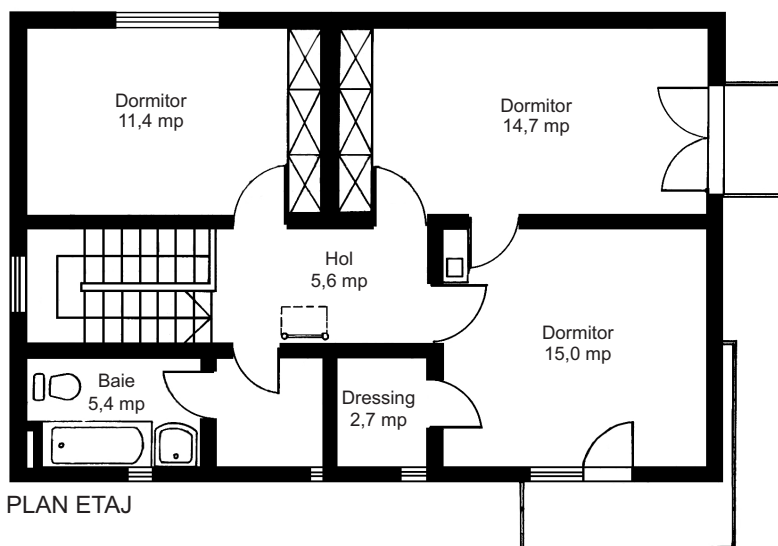 Dormitor
11,4 mp
Dormitor
14,7 mp
Hol
5,6 mp
Dormitor
15,0 mp
Baie
5,4 mp
Dressing
2,7 mp
PLAN ETAJ